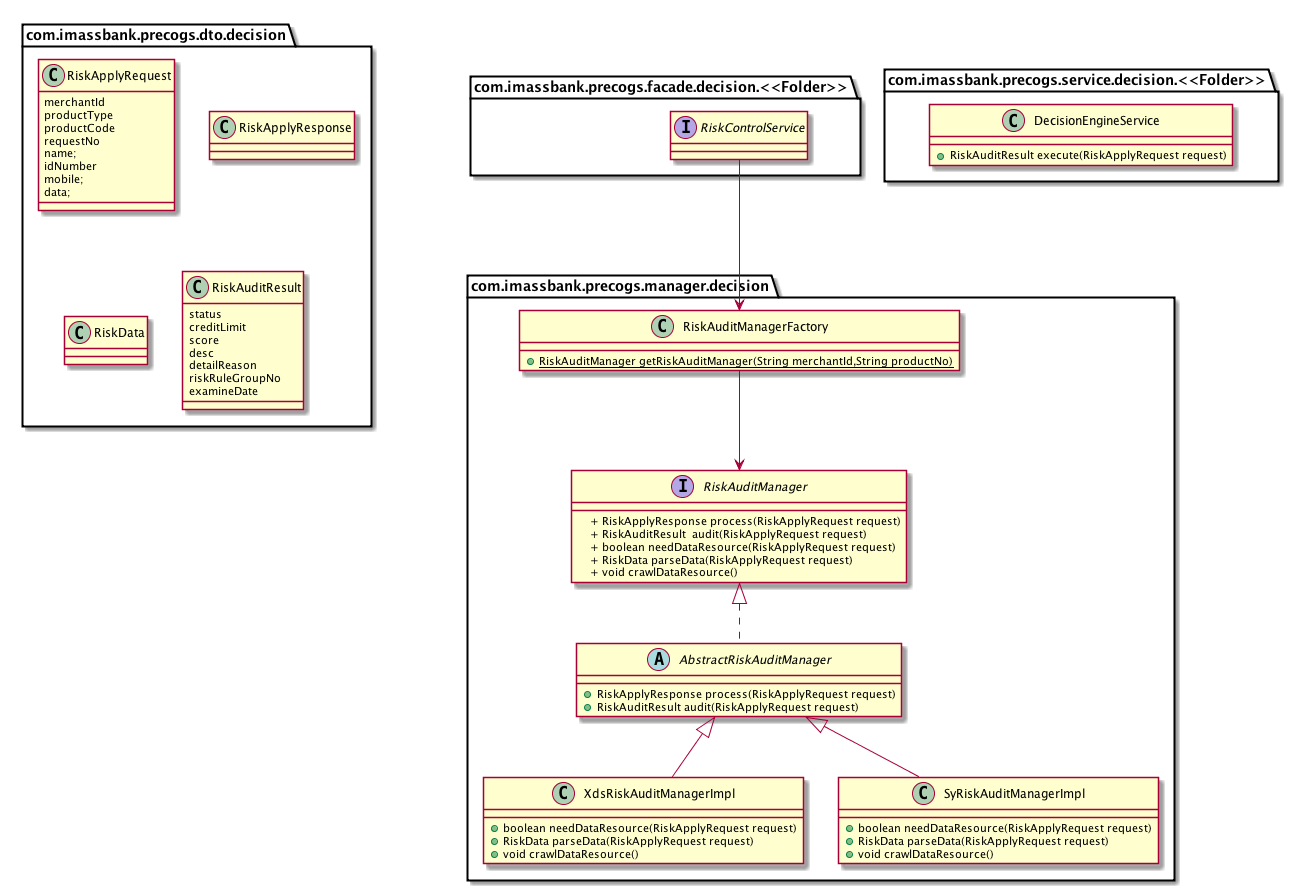 com.imassbank.precogs.dto.decision
C RiskApplyRequest
merchantId
productType
productCode
requestNo
name;
idNumber
mobile;
data;
C RiskApplyResponse
C RiskData
C RiskAuditResult
status
creditLimit
score
desc
detailReason
riskRuleGroupNo
examineDate
com.imassbank.precogs.facade.decision.<<Folder>>
I RiskControlService
com.imassbank.precogs.service.decision.<<Folder>>
C DecisionEngineService
RiskAuditResult execute(RiskApplyRequest request)
com.imassbank.precogs.manager.decision
C RiskAuditManagerFactory
RiskAuditManager getRiskAuditManager(String merchantId,String productNo)
I RiskAuditManager
+ RiskApplyResponse process(RiskApplyRequest request)
+ RiskAuditResult  audit(RiskApplyRequest request)
+ boolean needDataResource(RiskApplyRequest request)
+ RiskData parseData(RiskApplyRequest request)
+ void crawlDataResource()
A AbstractRiskAuditManager
RiskApplyResponse process(RiskApplyRequest request)
RiskAuditResult audit(RiskApplyRequest request)
C XdsRiskAuditManagerImpl
boolean needDataResource(RiskApplyRequest request)
RiskData parseData(RiskApplyRequest request)
void crawlDataResource()
C SyRiskAuditManagerImpl
boolean needDataResource(RiskApplyRequest request)
RiskData parseData(RiskApplyRequest request)
void crawlDataResource()